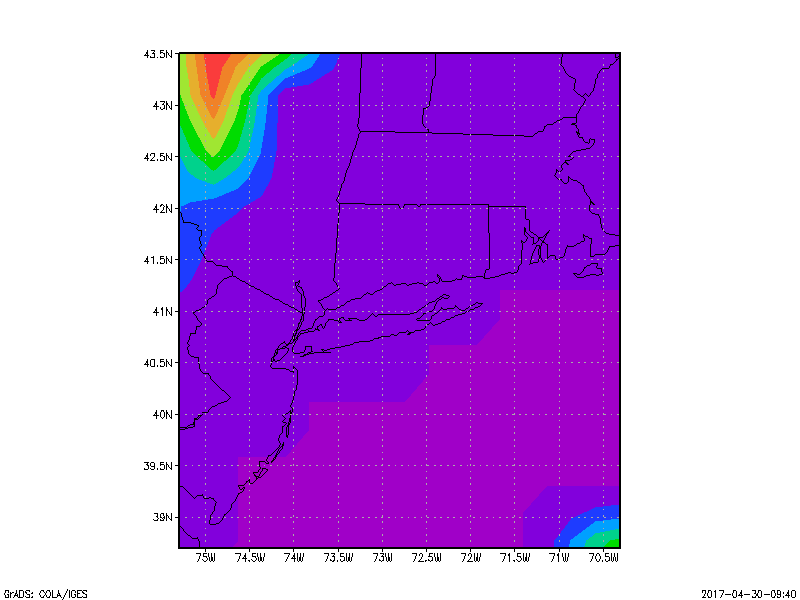 43.5N
43N
42.5N
42N
41.5N
41N
40.5N
40N
39.5N
39N
75W 74.5W 74W 73.5W 73W 72.5W 72W 71.5W 71W 70.5W
GrADS: COLA/IGES 2017-04-30-09:40